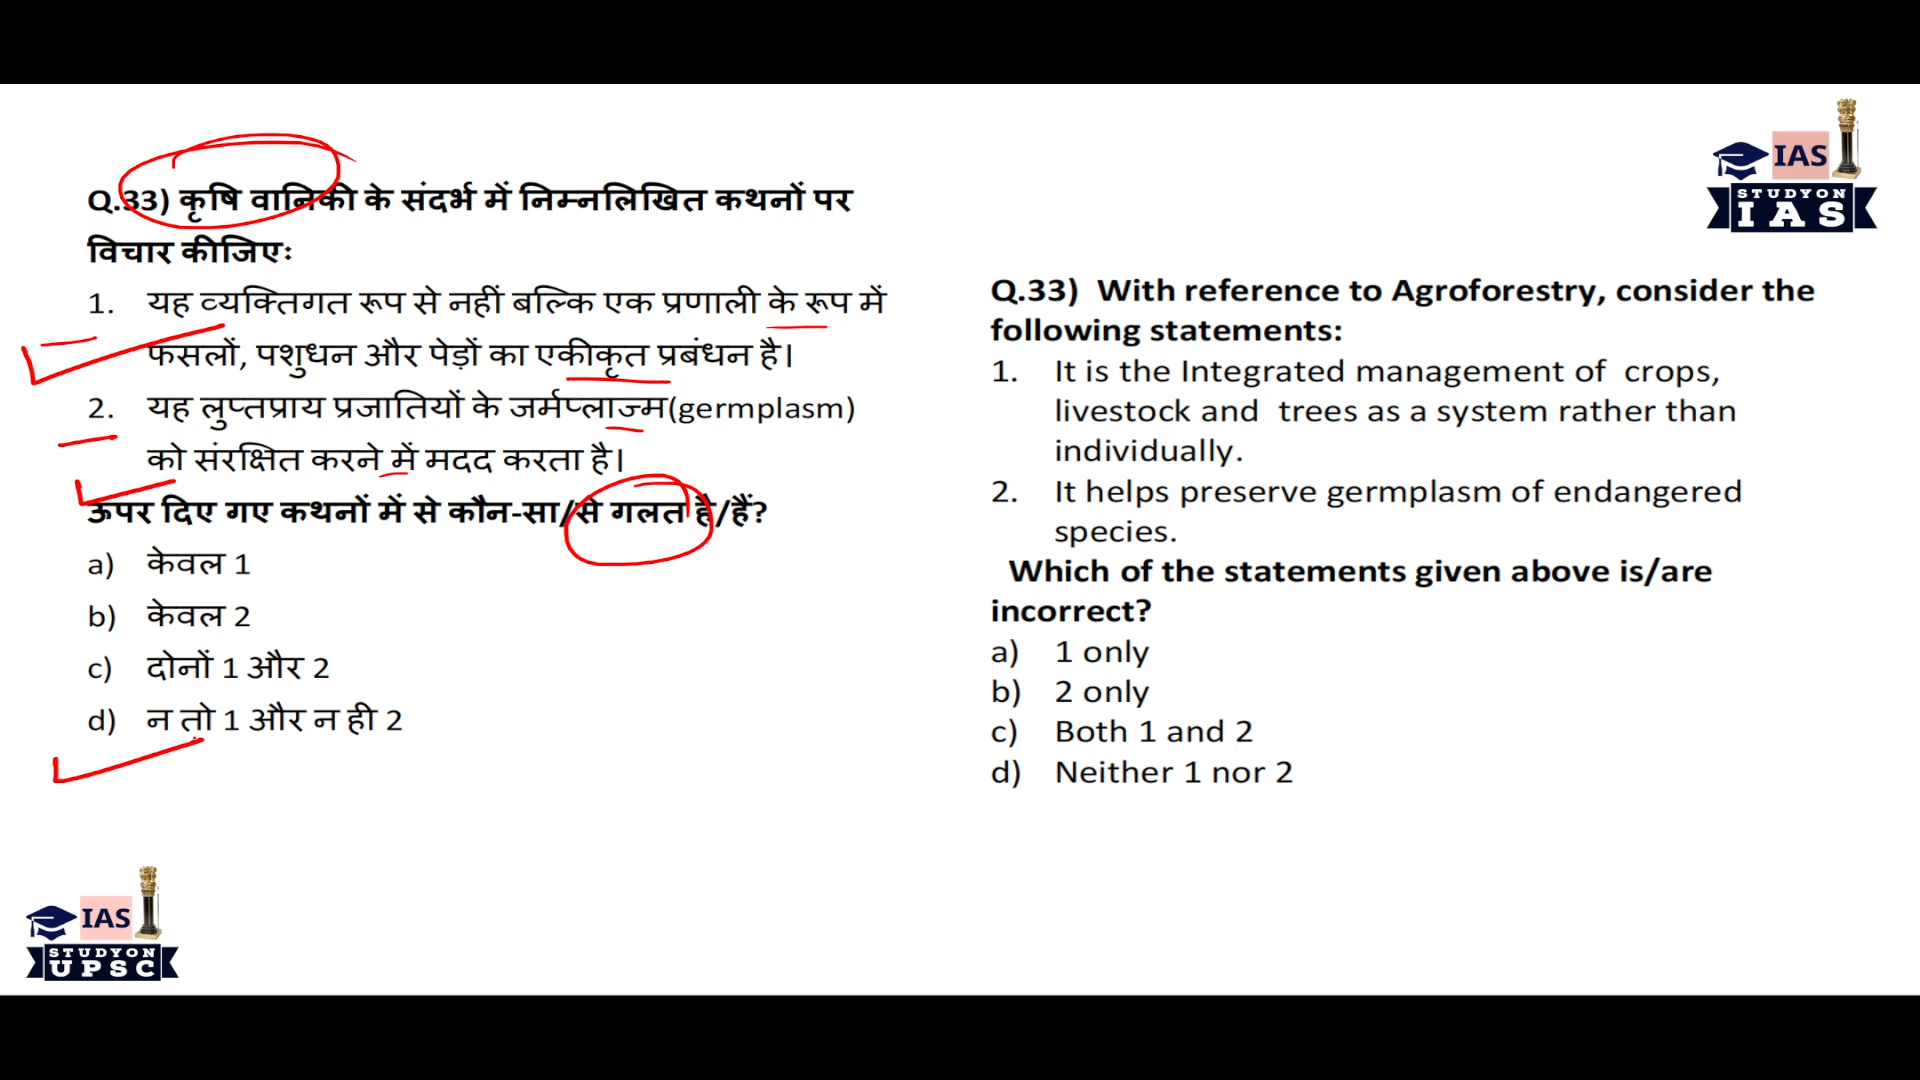 Q.33) कृषि वानिकी के संदर्भ में निम्नलिखित कथनों पर
विचार कीजिएः
1. यह व्यक्तिगत रूप से नहीं बल्कि एक प्रणाली के रूप में
फसलों, पशुधन और पेड़ों का एकीकृत प्रबंधन है।
2. यह लुप्तप्राय प्रजातियों के जर्मप्लाज्म(germplasm)
को संरक्षित करने में मदद करता है।
ऊपर दिए गए कथनों में से कौन-सा/से गलत है/हैं?
a) केवल 1
b) केवल 2
c) दोनों 1 और 2
d) न तो 1 और न ही 2
IAS
STUDYON
UPSC
IAS
STUDYON
IAS
Q.33) With reference to Agroforestry, consider the
following statements:
1. It is the Integrated management of crops,
livestock and trees as a system rather than
individually.
2. It helps preserve germplasm of endangered
species.
Which of the statements given above is/are
incorrect?
a) 1 only
b) 2 only
c) Both 1 and 2
d) Neither 1 nor 2